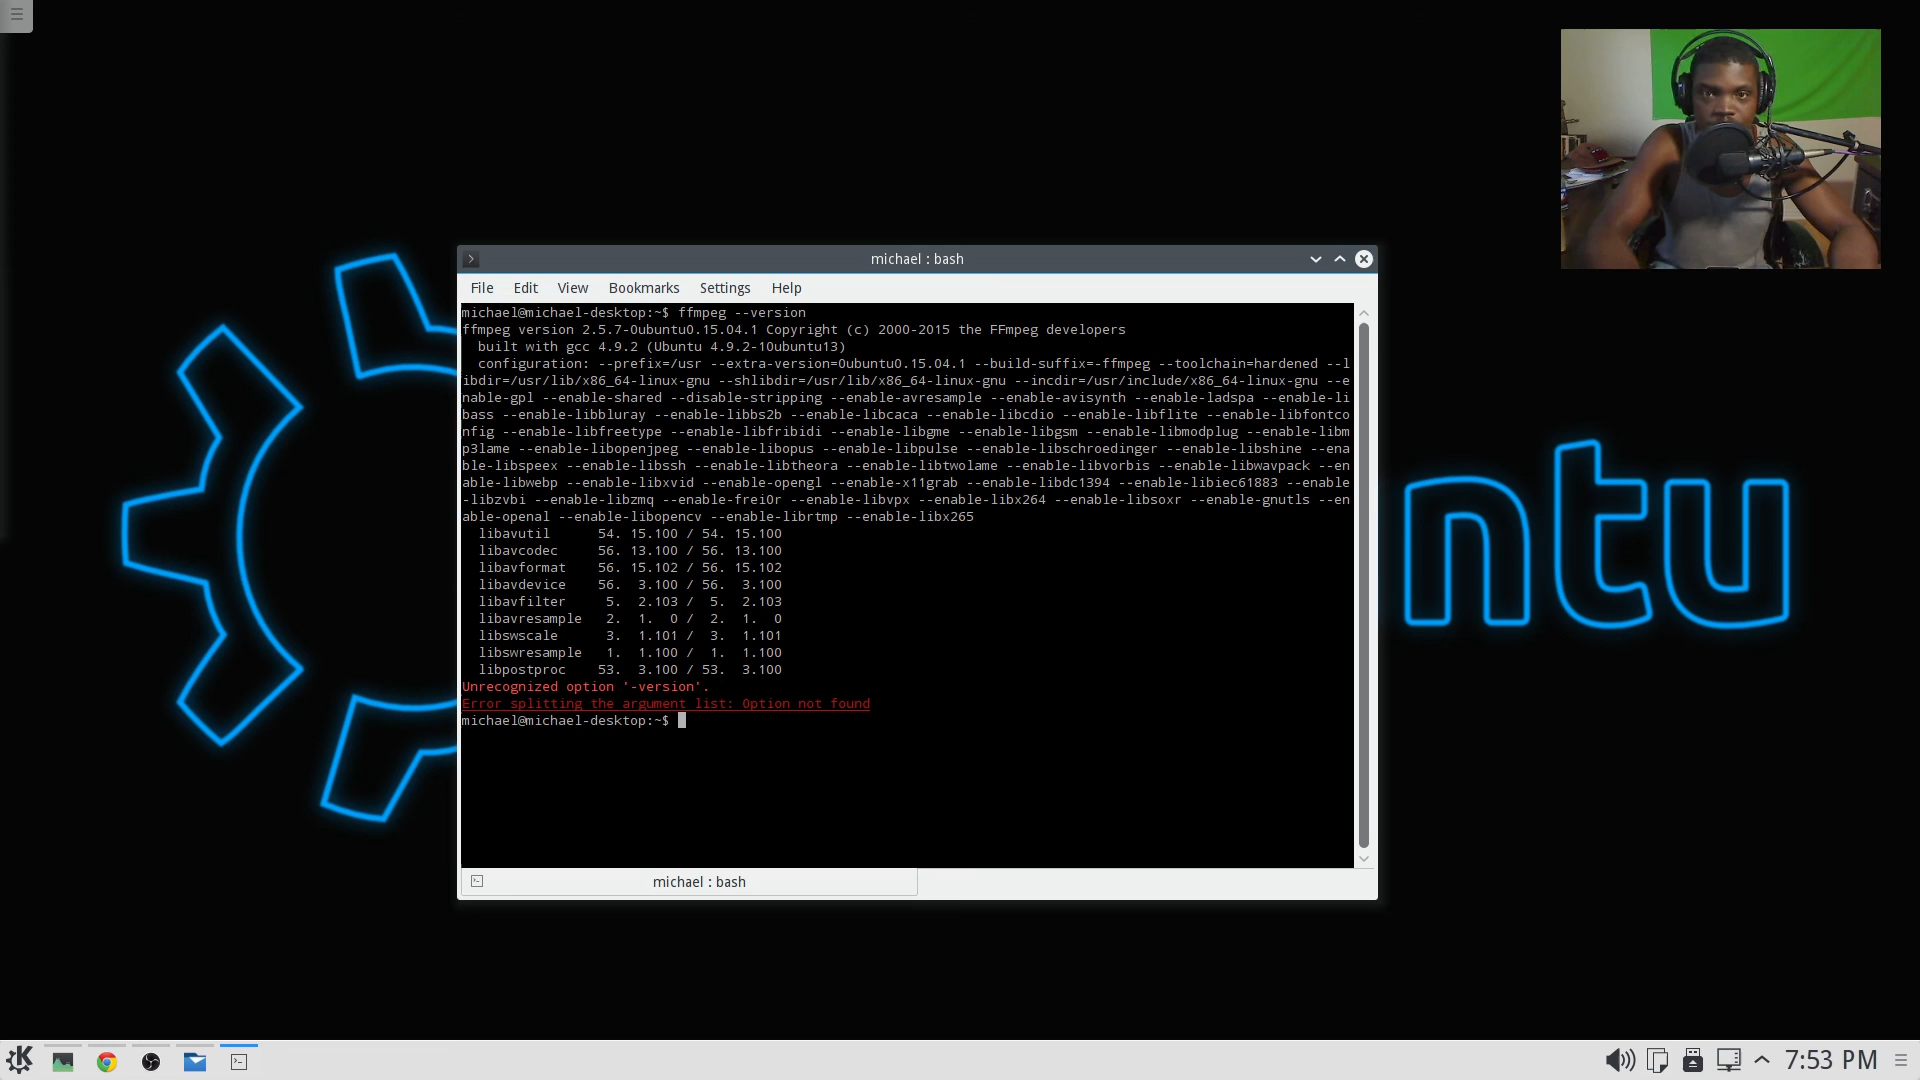 michael : bash
File Edit View Bookmarks Settings Help
michael@michael-desktop:~$ ffmpeg --version
ffmpeg version 2.5.7-0ubuntu0.15.04.1 Copyright (c) 2000-2015 the FFmpeg developers
built with gcc 4.9.2 (Ubuntu 4.9.2-10ubuntu13)
configuration: --prefix=/usr --extra-version=0ubuntu0.15.04.1 --build-suffix=-ffmpeg --toolchain=hardened --l
ibdir=/usr/lib/x86_64-linux-gnu --shlibdir=/usr/lib/x86_64-linux-gnu --incdir=/usr/include/x86_64-linux-gnu --e
nable-gpl --enable-shared --disable-stripping --enable-avresample --enable-avisynth --enable-ladspa --enable-li
bass --enable-libbluray --enable-libbs2b --enable-libcaca --enable-libcdio --enable-libflite --enable-libfontco
nfig --enable-libfreetype --enable-libfribidi --enable-libgme --enable-libgsm --enable-libmodplug --enable-libm
p3lame --enable-libopenjpeg --enable-libopus --enable-libpulse --enable-libschroedinger --enable-libshine --ena
ble-libspeex --enable-libssh --enable-libtheora --enable-libtwolame --enable-libvorbis --enable-libwavpack --en
able-libwebp --enable-libxvid --enable-opengl --enable-x11grab --enable-libdc1394 --enable-libiec61883 --enable
-libzvbi --enable-libzmq --enable-frei0r --enable-libvpx --enable-libx264 --enable-libsoxr --enable-gnutls --en
able-openal --enable-libopencv --enable-librtmp --enable-libx265
libavutil 54. 15.100 / 54. 15.100
libavcodec 56. 13.100 / 56. 13.100
libavformat 56. 15.102 / 56. 15.102
libavdevice 56. 3.100 / 56. 3.100
libavfilter 5. 2.103 / 5. 2.103
libavresample 2. 1. 0 / 2. 1. 0
libswscale 3. 1.101 / 3. 1.101
libswresample 1. 1.100 / 1. 1.100
libpostproc 53. 3.100 / 53. 3.100
Unrecognized option '-version'.
Error splitting the argument list: Option not found
michael@michael-desktop:~$
ntu
michael : bash
7:53 PM